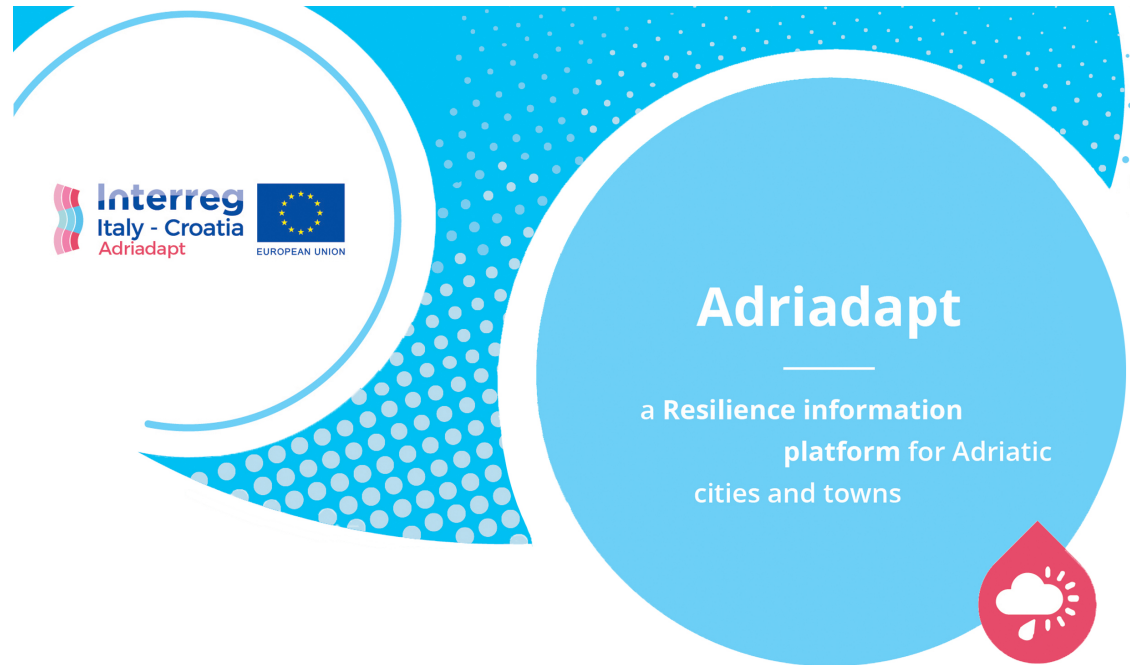 Interreg
Italy - Croatia
Adriadapt
EUROPEAN UNION
Adriadapt
a Resilience information
platform for Adriatic
cities and towns